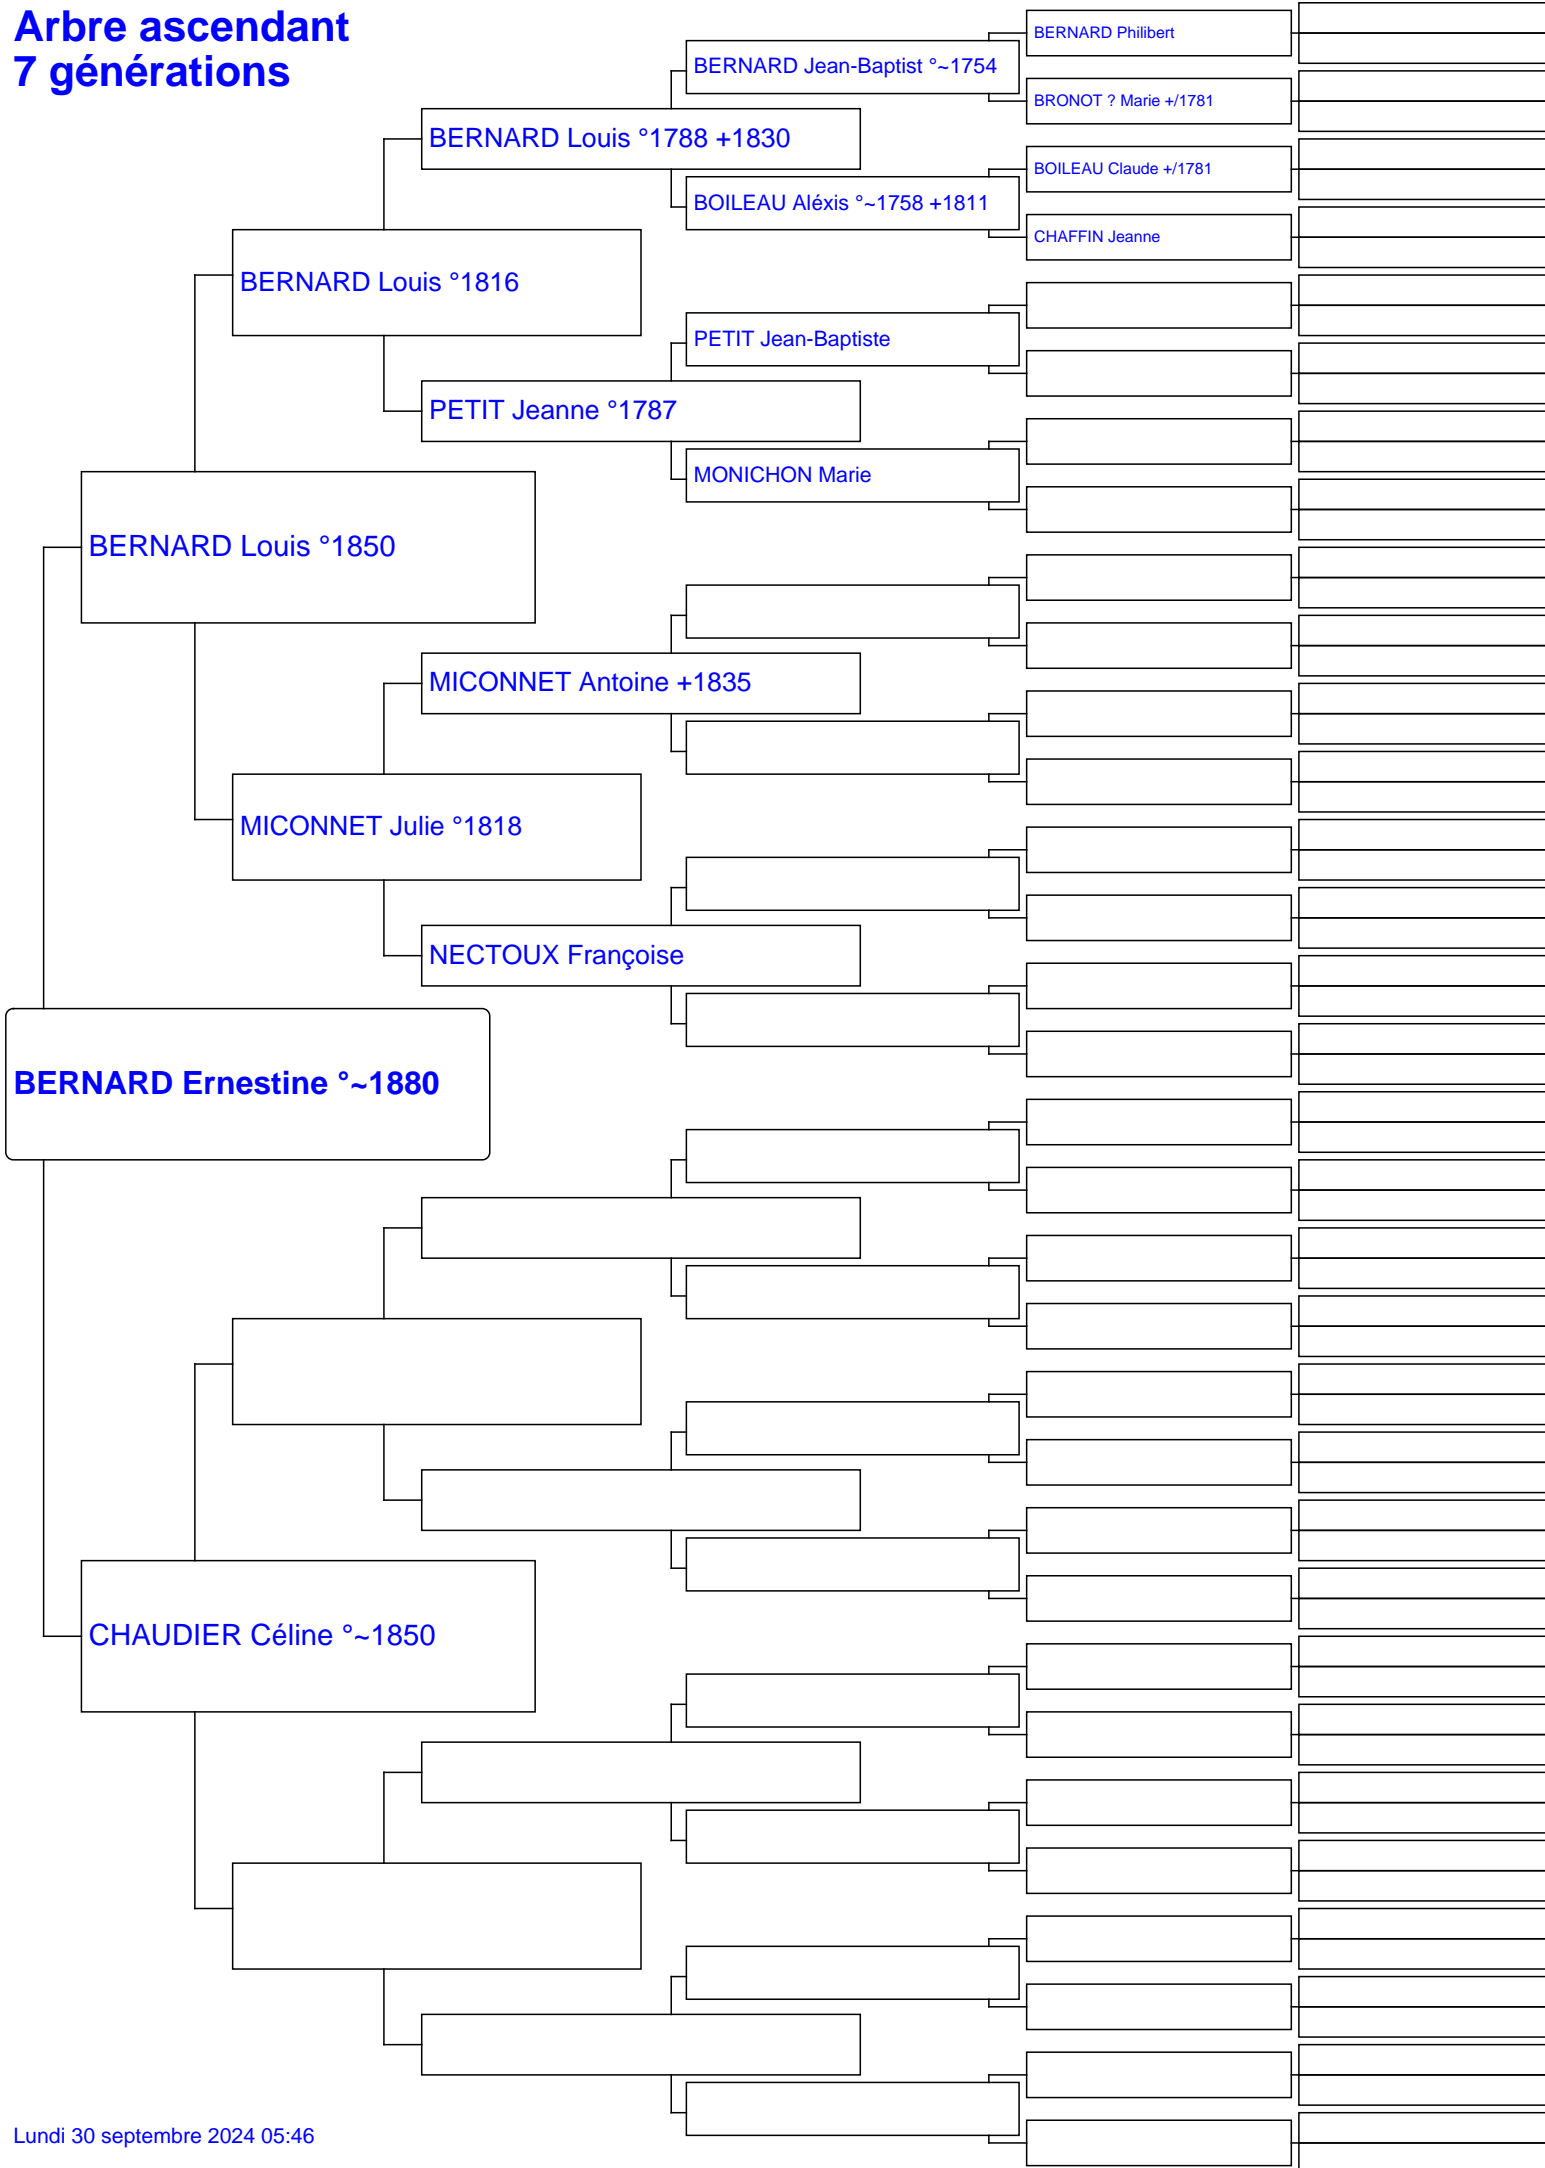 Arbre ascendant
7 générations
BERNARD Philibert
BERNARD Jean-Baptist °~1754
BRONOT ? Marie +/1781
BERNARD Louis °1788 +1830
BOILEAU Claude +/1781
BOILEAU Aléxis °~1758 +1811
CHAFFIN Jeanne
BERNARD Louis °1816
PETIT Jean-Baptiste
PETIT Jeanne °1787
MONICHON Marie
BERNARD Louis °1850
MICONNET Antoine +1835
MICONNET Julie °1818
NECTOUX Françoise
BERNARD Ernestine °~1880
CHAUDIER Céline °~1850
Lundi 30 septembre 2024 05:46